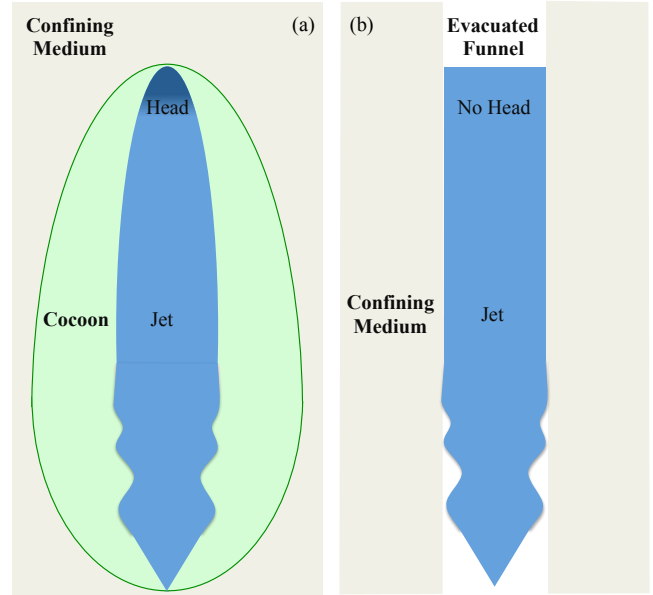 Confining
Medium
(a)
Head
Cocoon
Jet
(b)
Evacuated
Funnel
No Head
Confining
Medium
Jet